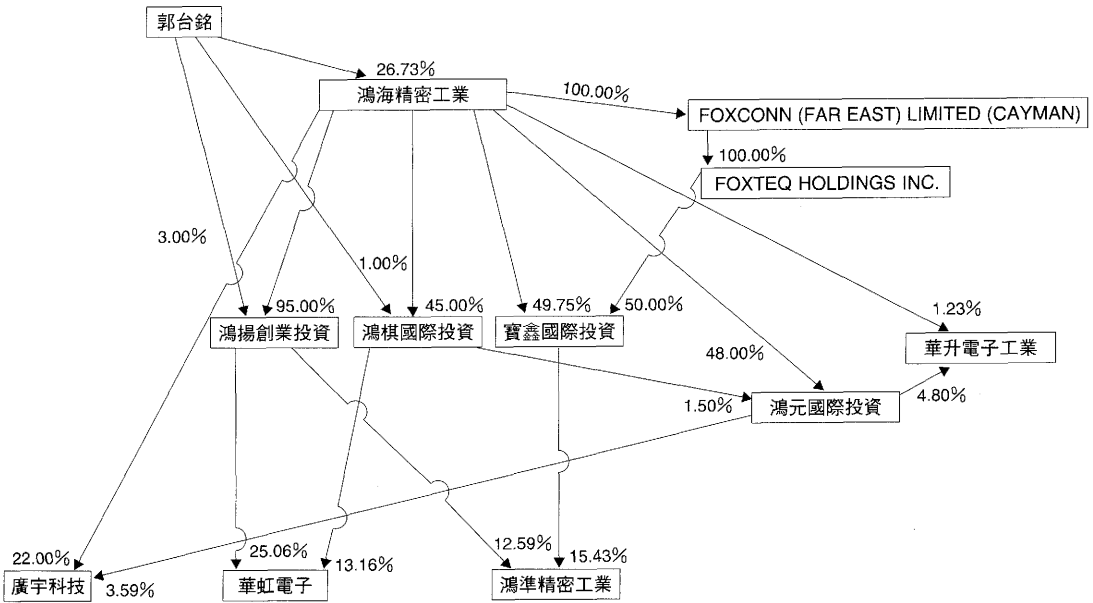 郭台銘
26.73%
鴻海精密工業
100.00%
FOXCONN (FAR EAST) LIMITED (CAYMAN)
100.00%
FOXTEQ HOLDINGS INC.
3.00%
1.00%
95.00%
45.00%
49.75%
50.00%
1.23%
鴻揚創業投資
鴻棋國際投資
寶鑫國際投資
華升電子工業
48.00%
1.50%
鴻元國際投資
4.80%
22.00%
25.06%
13.16%
12.59%
15.43%
廣宇科技
3.59%
華虹電子
鴻準精密工業